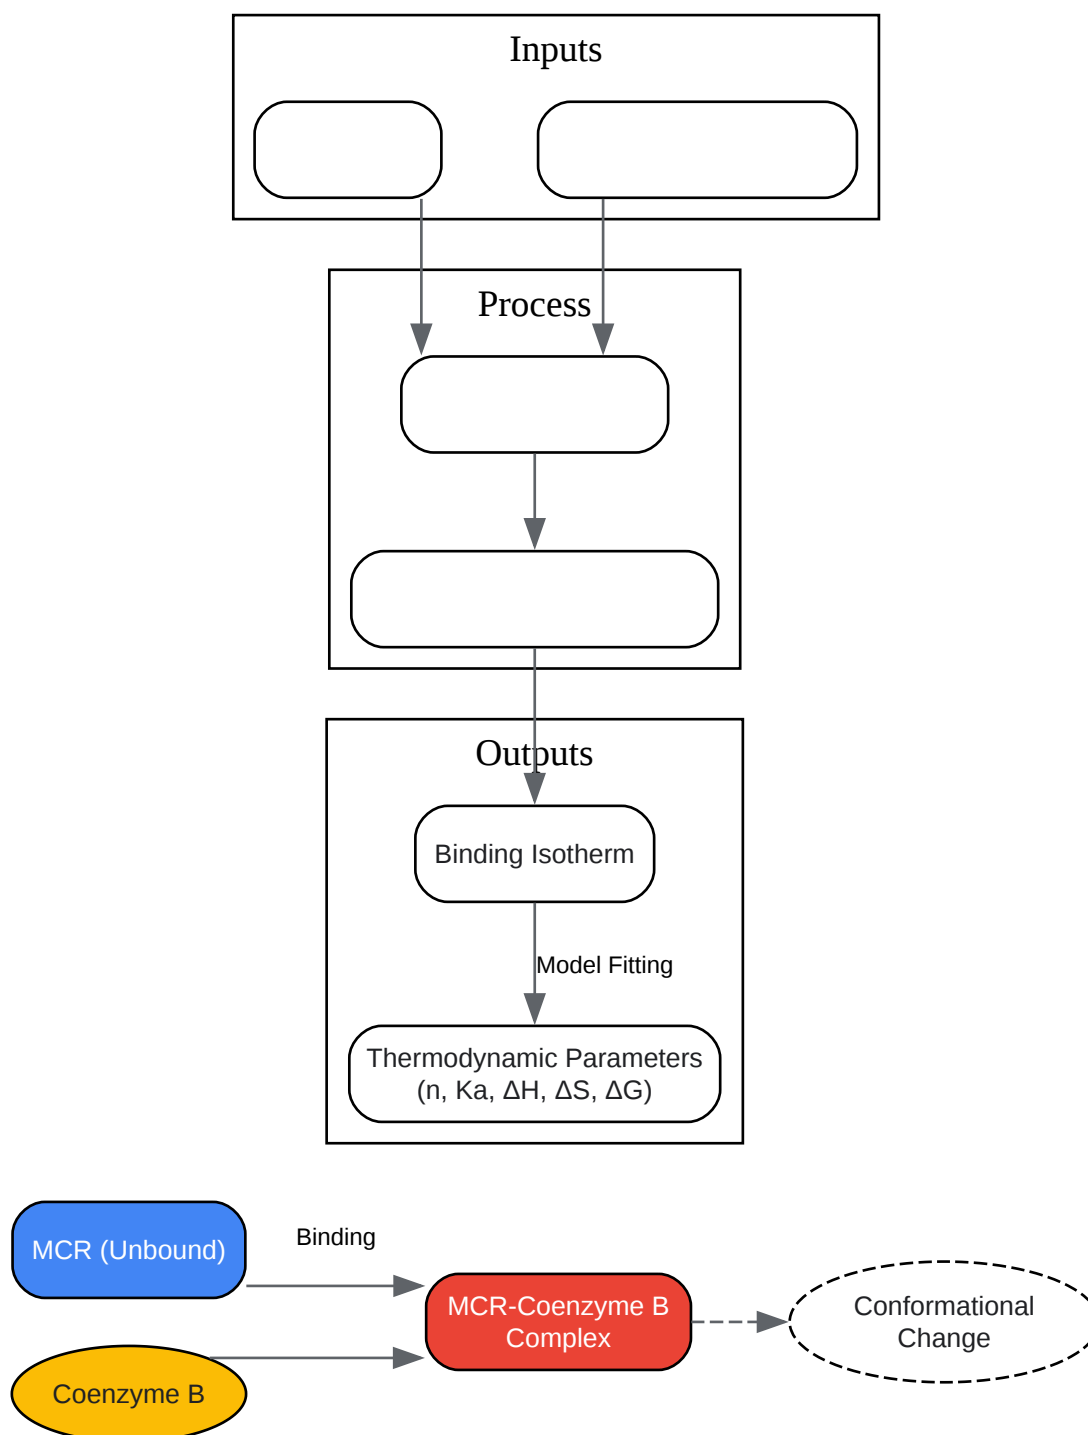 Inputs
Process
Outputs
Binding Isotherm
Model Fitting
Thermodynamic Parameters
(n, Ka, ΔH, ΔS, ΔG)
MCR (Unbound)
Binding
MCR-Coenzyme B
Complex
Conformational
Change
Coenzyme B